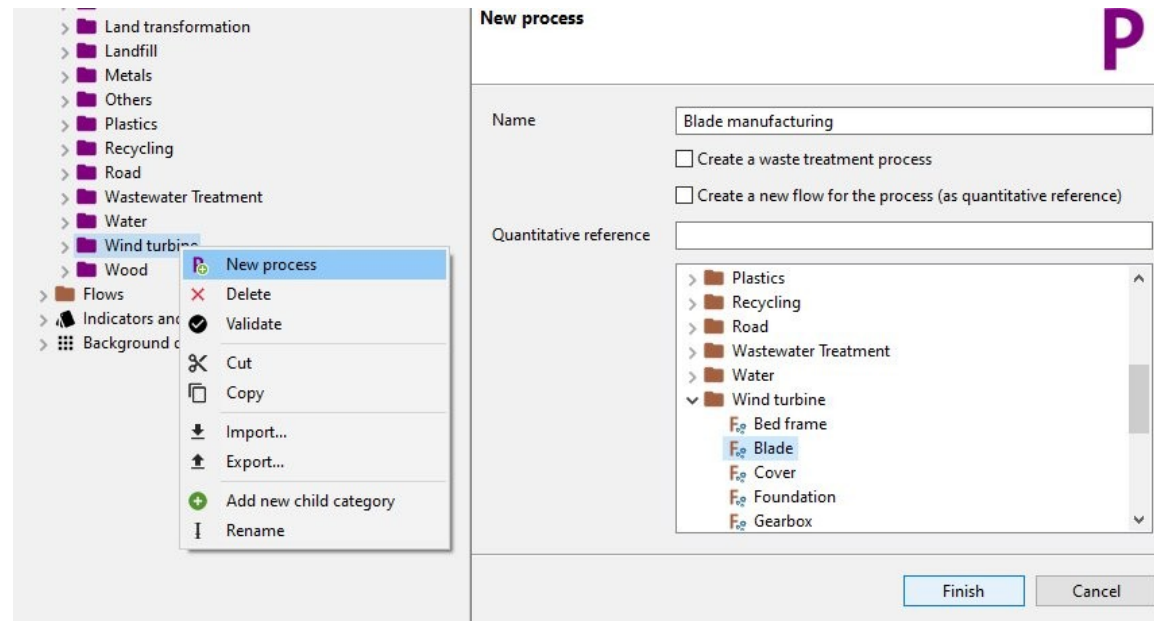 Land transformation
Landfill
Metals
Others
Plastics
Recycling
Road
Wastewater Treatment
Water
Wind turbine
Wood
Flows
Indicators and
Background
New process
Delete
Validate
Cut
Copy
Import...
Export...
Add new child category
Rename
New process
P
Name
Blade manufacturing
Create a waste treatment process
Create a new flow for the process (as quantitative reference)
Quantitative reference
Plastics
Recycling
Road
Wastewater Treatment
Water
Wind turbine
Bed frame
Blade
Cover
Foundation
Gearbox
Finish
Cancel